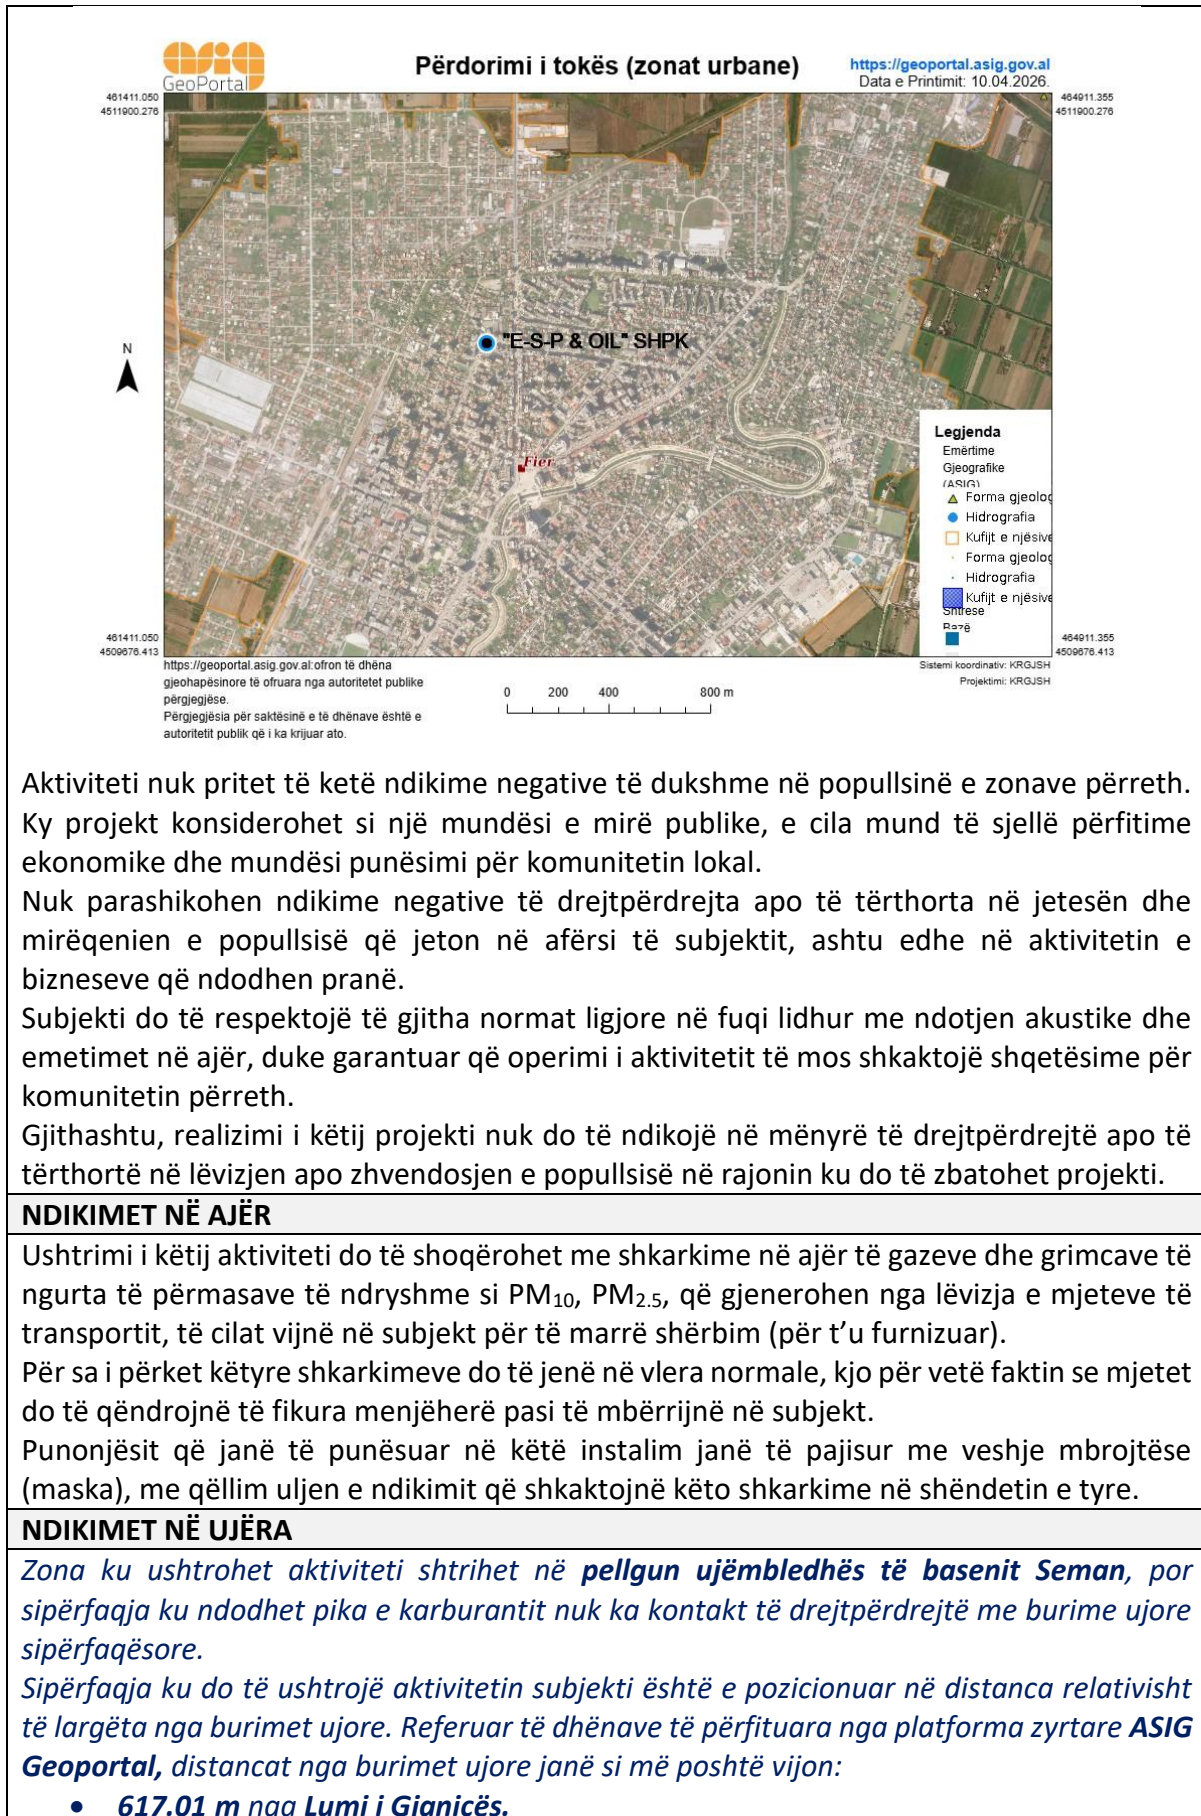 asig
GeoPortal
Përdorimi i tokës (zonat urbane)
https://geoportal.asig.gov.al
Data e Printimit: 10.04.2026.
461411.050
4511900.276
464911.355
4511900.276
"E-S-P & OIL" SHPK
N
Fier
Legjenda
Emërtime
Gjeografike
(ASIG)
Forma gjeolog
Hidrografia
Kufijt e njësive
Forma gjeolog
Hidrografia
Kufijt e njësive
Shtrese
Bazë
461411.050
4509676.413
464911.355
4509676.413
https://geoportal.asig.gov.al:ofron të dhëna
gjeohapësinore të ofruara nga autoritetet publike
përgjegjëse.
Përgjegjësia për saktësinë e të dhënave është e
autoritetit publik që i ka krijuar ato.
0 200 400 800 m
Sistemi koordinativ: KRGJSH
Projektimi: KRGJSH
Aktiviteti nuk pritet të ketë ndikime negative të dukshme në popullsinë e zonave përreth.
Ky projekt konsiderohet si një mundësi e mirë publike, e cila mund të sjellë përfitime
ekonomike dhe mundësi punësimi për komunitetin lokal.
Nuk parashikohen ndikime negative të drejtpërdrejta apo të tërthorta në jetesën dhe
mirëqenien e popullsisë që jeton në afërsi të subjektit, ashtu edhe në aktivitetin e
bizneseve që ndodhen pranë.
Subjekti do të respektojë të gjitha normat ligjore në fuqi lidhur me ndotjen akustike dhe
emetimet në ajër, duke garantuar që operimi i aktivitetit të mos shkaktojë shqetësime për
komunitetin përreth.
Gjithashtu, realizimi i këtij projekti nuk do të ndikojë në mënyrë të drejtpërdrejtë apo të
tërthortë në lëvizjen apo zhvendosjen e popullsisë në rajonin ku do të zbatohet projekti.
NDIKIMET NË AJËR
Ushtrimi i këtij aktiviteti do të shoqërohet me shkarkime në ajër të gazeve dhe grimcave të
ngurta të përmasave të ndryshme si PM₁₀, PM₂.₅, që gjenerohen nga lëvizja e mjeteve të
transportit, të cilat vijnë në subjekt për të marrë shërbim (për t’u furnizuar).
Për sa i përket këtyre shkarkimeve do të jenë në vlera normale, kjo për vetë faktin se mjetet
do të qëndrojnë të fikura menjëherë pasi të mbërrijnë në subjekt.
Punonjësit që janë të punësuar në këtë instalim janë të pajisur me veshje mbrojtëse
(maska), me qëllim uljen e ndikimit që shkaktojnë këto shkarkime në shëndetin e tyre.
NDIKIMET NË UJËRA
Zona ku ushtrohet aktiviteti shtrihet në pellgun ujëmbledhës të basenit Seman, por
sipërfaqja ku ndodhet pika e karburantit nuk ka kontakt të drejtpërdrejtë me burime ujore
sipërfaqësore.
Sipërfaqja ku do të ushtrojë aktivitetin subjekti është e pozicionuar në distanca relativisht
të largëta nga burimet ujore. Referuar të dhënave të përfituara nga platforma zyrtare ASIG
Geoportal, distancat nga burimet ujore janë si më poshtë vijon:
• 617.01 m nga Lumi i Gjanicës.